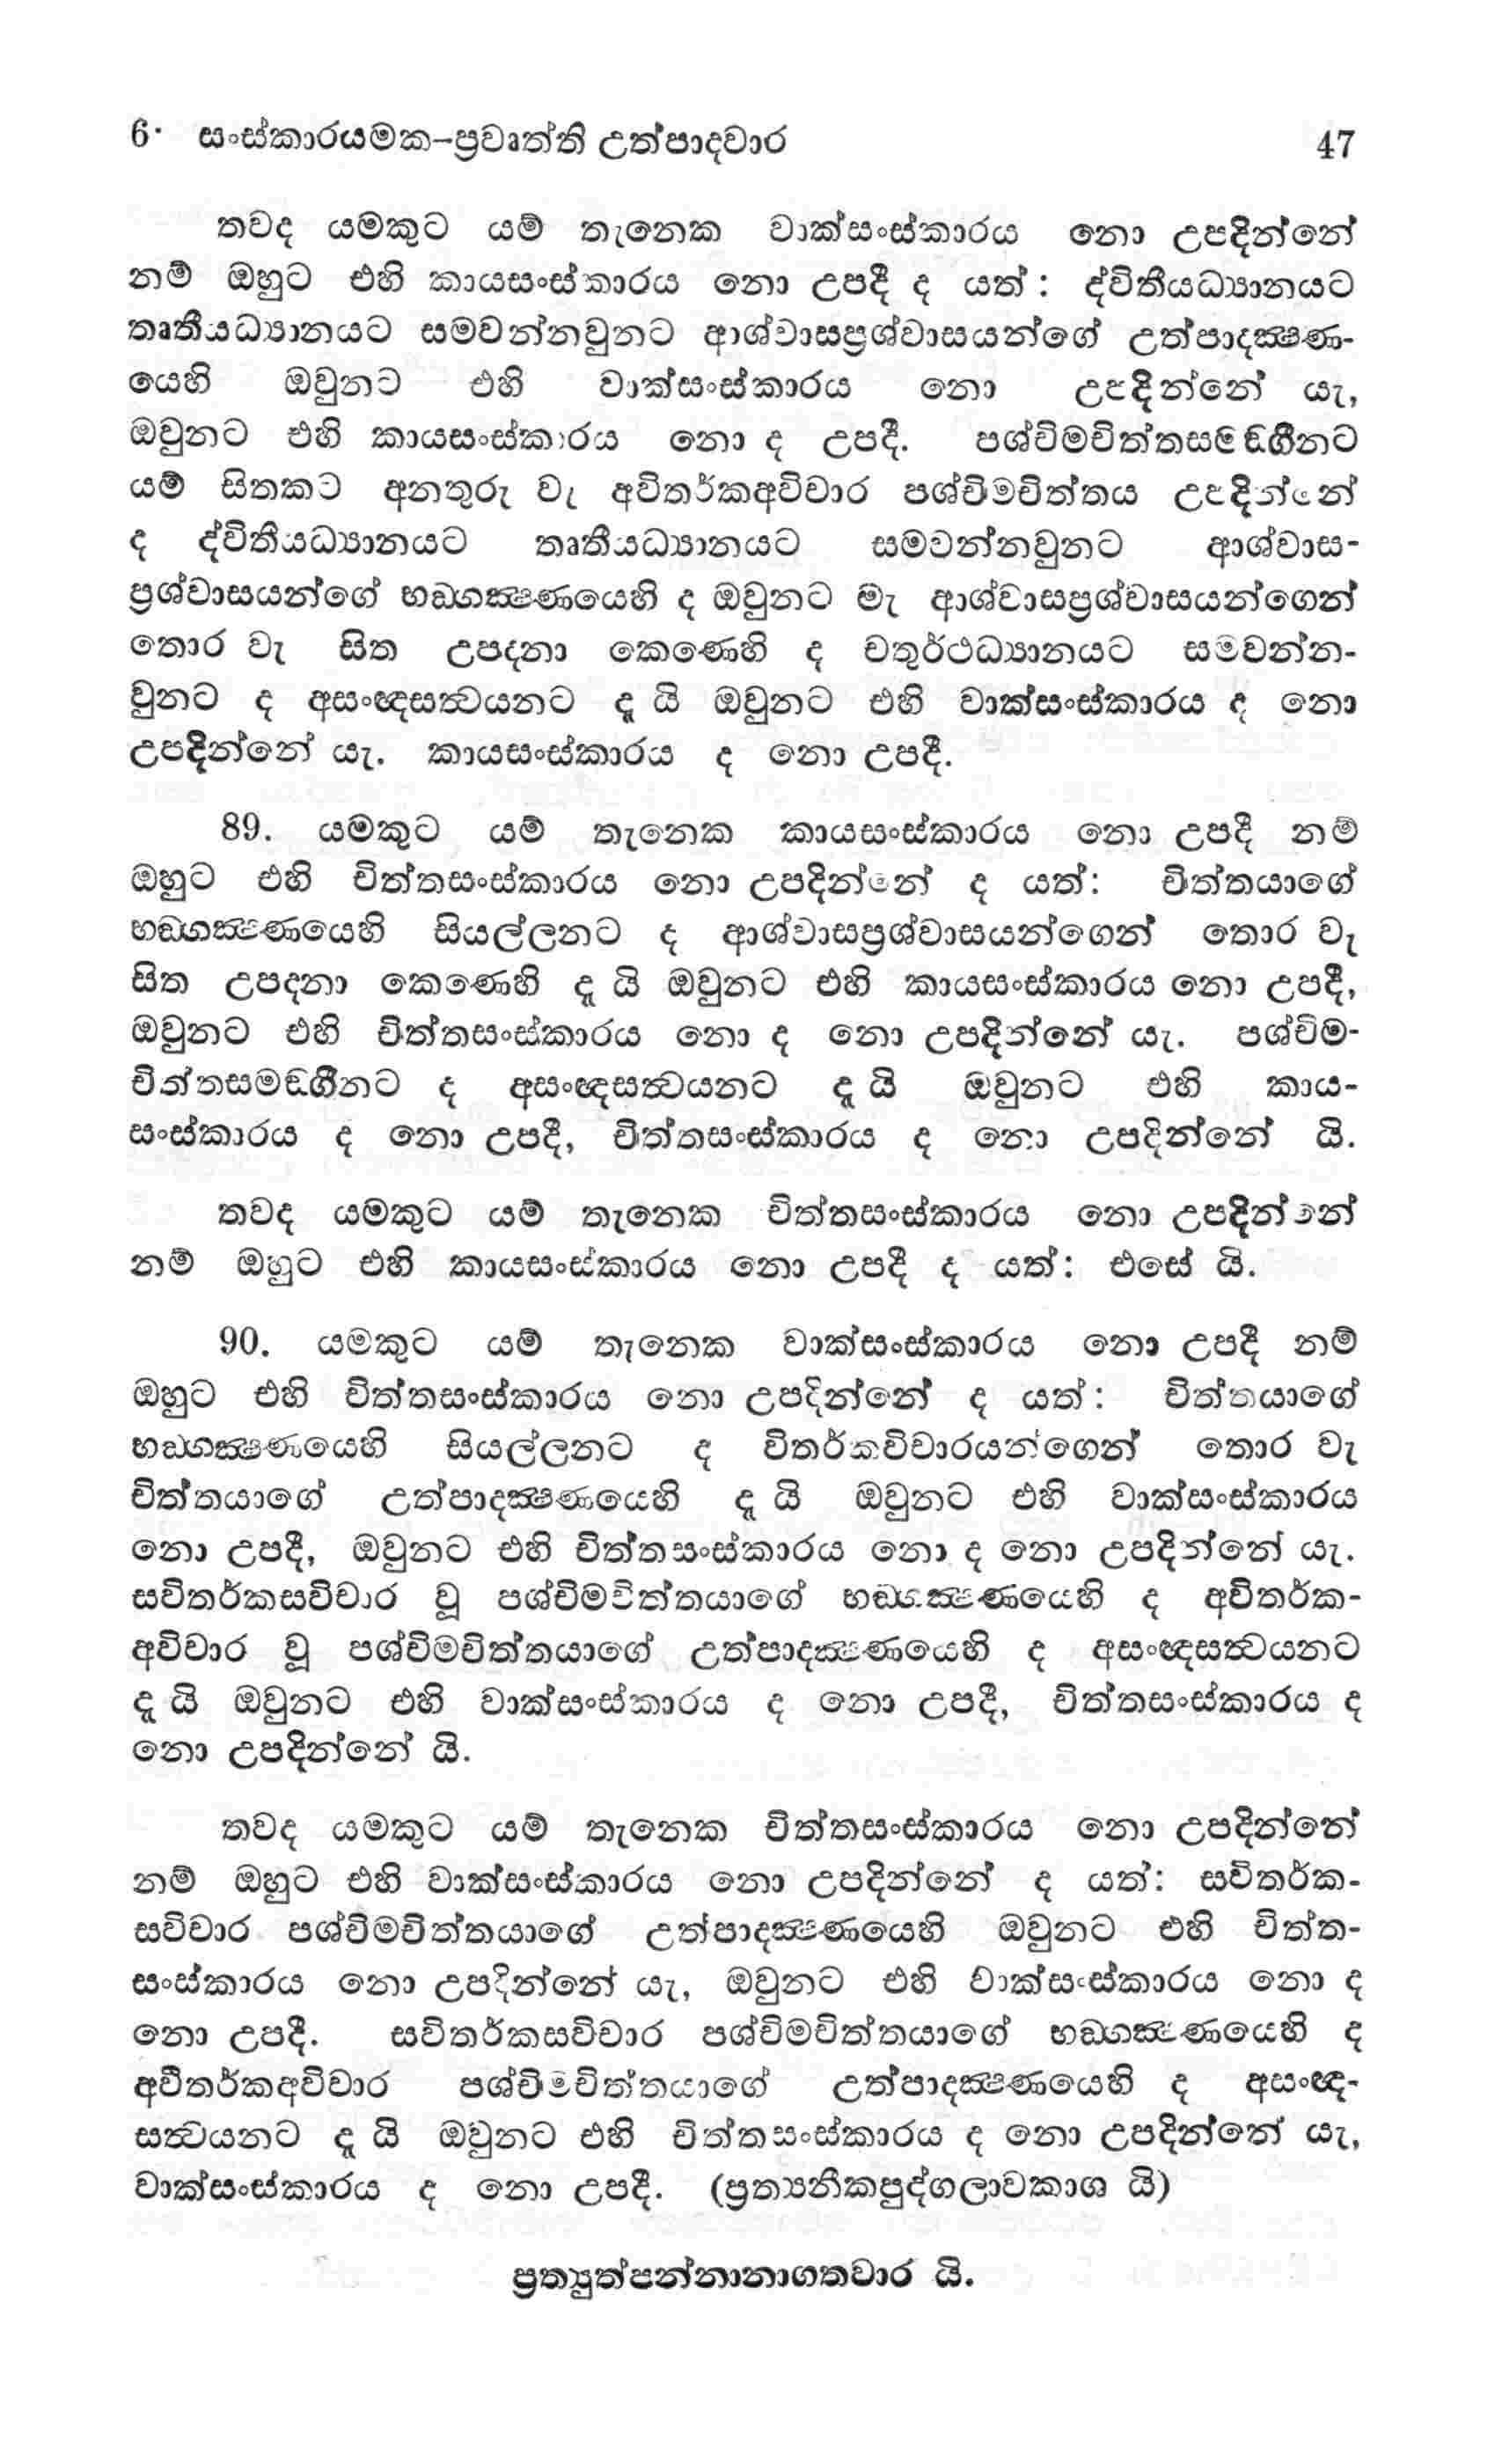 6· සංස්කාරයමක–ප්‍රවෘත්ති උත්පාදවාර 47
තවද යමකුට යම් තැනෙක වාක්සංස්කාරය නො උපදින්නේ
නම් ඔහුට එහි කායසංස්කාරය නො උපදී ද යත් : ද්විතීයධ්‍යානයට
තෘතීයධ්‍යානයට සමවන්නවුනට ආශ්වාසප්‍රශ්වාසයන්ගේ උත්පාදක්‍ෂණ-
යෙහි ඔවුනට එහි වාක්සංස්කාරය නො උපදින්නේ යැ,
ඔවුනට එහි කායසංස්කාරය නො ද උපදී. පශ්චිමචිත්තසමඞ්ගීනට
යම් සිතකට අනතුරු වැ අවිතර්කඅවිචාර පශ්චිමචිත්තය උපදින්නේ
ද ද්විතීයධ්‍යානයට තෘතීයධ්‍යානයට සමවන්නවුනට ආශ්වාස-
ප්‍රශ්වාසයන්ගේ භඞ්ගක්‍ෂණයෙහි ද ඔවුනට මැ ආශ්වාසප්‍රශ්වාසයන්ගෙන්
තොර වැ සිත උපදනා කෙණෙහි ද චතුර්ථධ්‍යානයට සමවන්න-
වුනට ද අසංඥසත්‍වයනට දූ යි ඔවුනට එහි වාක්සංස්කාරය ද නො
උපදින්නේ යැ. කායසංස්කාරය ද නො උපදී.
89. යමකුට යම් තැනෙක කායසංස්කාරය නො උපදී නම්
ඔහුට එහි චිත්තසංස්කාරය නො උපදින්නේ ද යත්: චිත්තයාගේ
භඞ්ගක්‍ෂණයෙහි සියල්ලනට ද ආශ්වාසප්‍රශ්වාසයන්ගෙන් තොර වැ
සිත උපදනා කෙණෙහි දූ යි ඔවුනට එහි කායසංස්කාරය නො උපදී,
ඔවුනට එහි චිත්තසංස්කාරය නො ද නො උපදින්නේ යැ. පශ්චිම-
චිත්තසමඞ්ගීනට ද අසංඥසත්‍වයනට දූ යි ඔවුනට එහි කාය-
සංස්කාරය ද නො උපදී, චිත්තසංස්කාරය ද නො උපදින්නේ යි.
තවද යමකුට යම් තැනෙක චිත්තසංස්කාරය නො උපදින්නේ
නම් ඔහුට එහි කායසංස්කාරය නො උපදී ද යත්: එසේ යි.
90. යමකුට යම් තැනෙක වාක්සංස්කාරය නො උපදී නම්
ඔහුට එහි චිත්තසංස්කාරය නො උපදින්නේ ද යත්: චිත්තයාගේ
භඞ්ගක්‍ෂණයෙහි සියල්ලනට ද විතර්කවිචාරයන්ගෙන් තොර වැ
චිත්තයාගේ උත්පාදක්‍ෂණයෙහි දූ යි ඔවුනට එහි වාක්සංස්කාරය
නො උපදී, ඔවුනට එහි චිත්තසංස්කාරය නො ද නො උපදින්නේ යැ.
සවිතර්කසවිචාර වූ පශ්චිමචිත්තයාගේ භඞ්ගක්‍ෂණයෙහි ද අවිතර්ක-
අවිචාර වූ පශ්චිමචිත්තයාගේ උත්පාදක්‍ෂණයෙහි ද අසංඥසත්‍වයනට
දූ යි ඔවුනට එහි වාක්සංස්කාරය ද නො උපදී, චිත්තසංස්කාරය ද
නො උපදින්නේ යි.
තවද යමකුට යම් තැනෙක චිත්තසංස්කාරය නො උපදින්නේ
නම් ඔහුට එහි වාක්සංස්කාරය නො උපදින්නේ ද යත්: සවිතර්ක-
සවිචාර පශ්චිමචිත්තයාගේ උත්පාදක්‍ෂණයෙහි ඔවුනට එහි චිත්ත-
සංස්කාරය නො උපදින්නේ යැ, ඔවුනට එහි වාක්සංස්කාරය නො ද
නො උපදී. සවිතර්කසවිචාර පශ්චිමචිත්තයාගේ භඞ්ගක්‍ෂණයෙහි ද
අවිතර්කඅවිචාර පශ්චිමචිත්තයාගේ උත්පාදක්‍ෂණයෙහි ද අසංඥ-
සත්‍වයනට දූ යි ඔවුනට එහි චිත්තසංස්කාරය ද නො උපදින්නේ යැ,
වාක්සංස්කාරය ද නො උපදී. (ප්‍රත්‍යනීකපුද්ගලාවකාශ යි)
ප්‍රත්‍යුත්පන්නානාගතවාර යි.